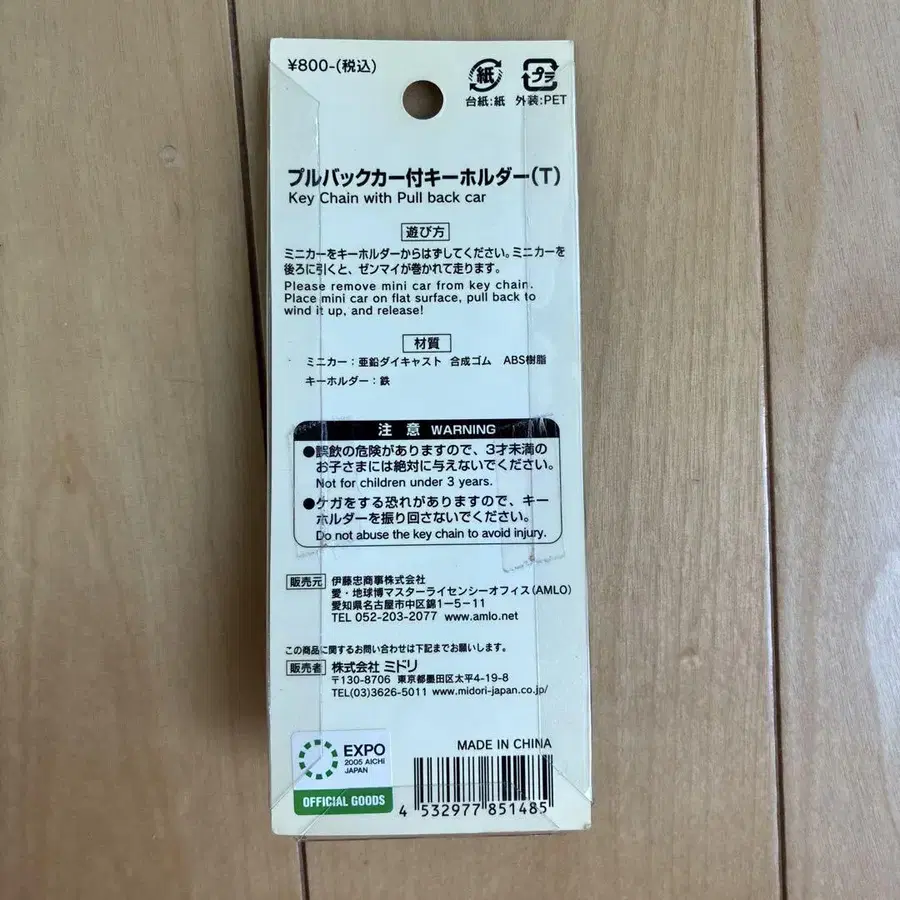 ¥800-(税込)
紙
プラ
台紙:紙 外装:PET
プルバックカー付キーホルダー(T)
Key Chain with Pull back car
遊び方
ミニカーをキーホルダーからはずしてください。ミニカーを
後ろに引くと、ゼンマイが巻かれて走ります。
Please remove mini car from key chain.
Place mini car on flat surface, pull back to
wind it up, and release!
材質
ミニカー:亜鉛ダイキャスト 合成ゴム ABS樹脂
キーホルダー:鉄
注意 WARNING
●誤飲の危険がありますので、3才未満の
お子さまには絶対に与えないでください。
Not for children under 3 years.
●ケガをする恐れがありますので、キー
ホルダーを振り回さないでください。
Do not abuse the key chain to avoid injury.
販売元 伊藤忠商事株式会社
愛・地球博マスターライセンシーオフィス(AMLO)
愛知県名古屋市中区錦1-5-11
TEL 052-203-2077 www.amlo.net
この商品に関するお問い合わせは下記までお願いします。
販売者 株式会社 ミドリ
〒130-8706 東京都墨田区太平4-19-8
TEL(03)3626-5011 www.midori-japan.co.jp/
EXPO
2005 AICHI
JAPAN
OFFICIAL GOODS
MADE IN CHINA
4 532977 851485